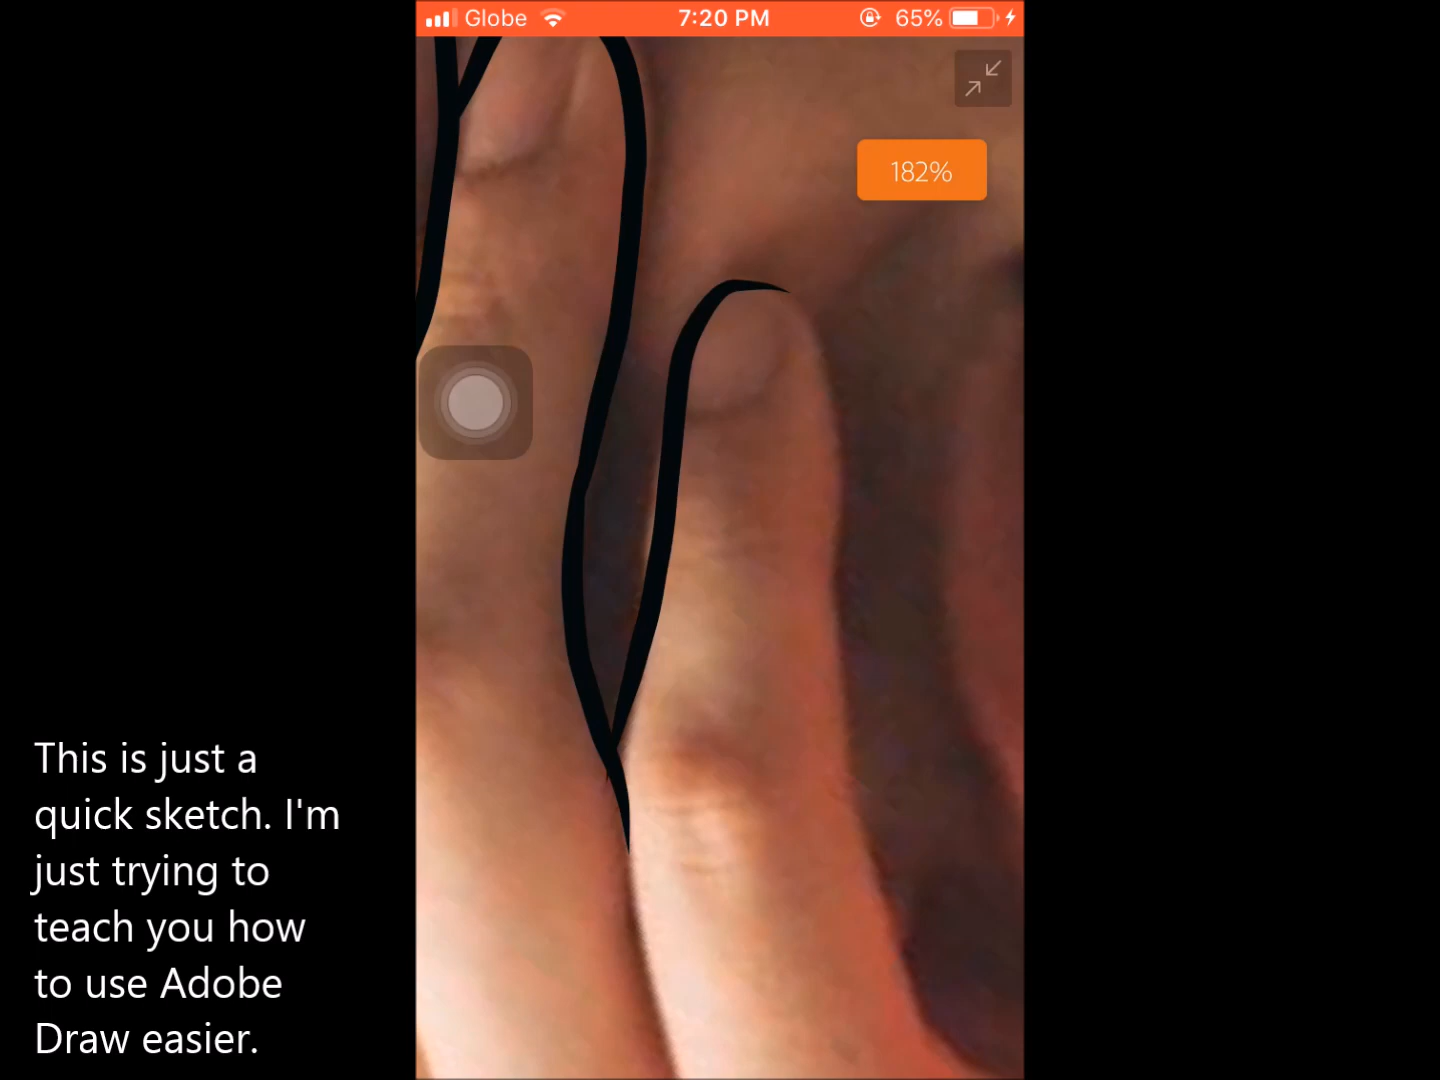 Globe 7:20 PM 65%
182%
This is just a
quick sketch. I'm
just trying to
teach you how
to use Adobe
Draw easier.